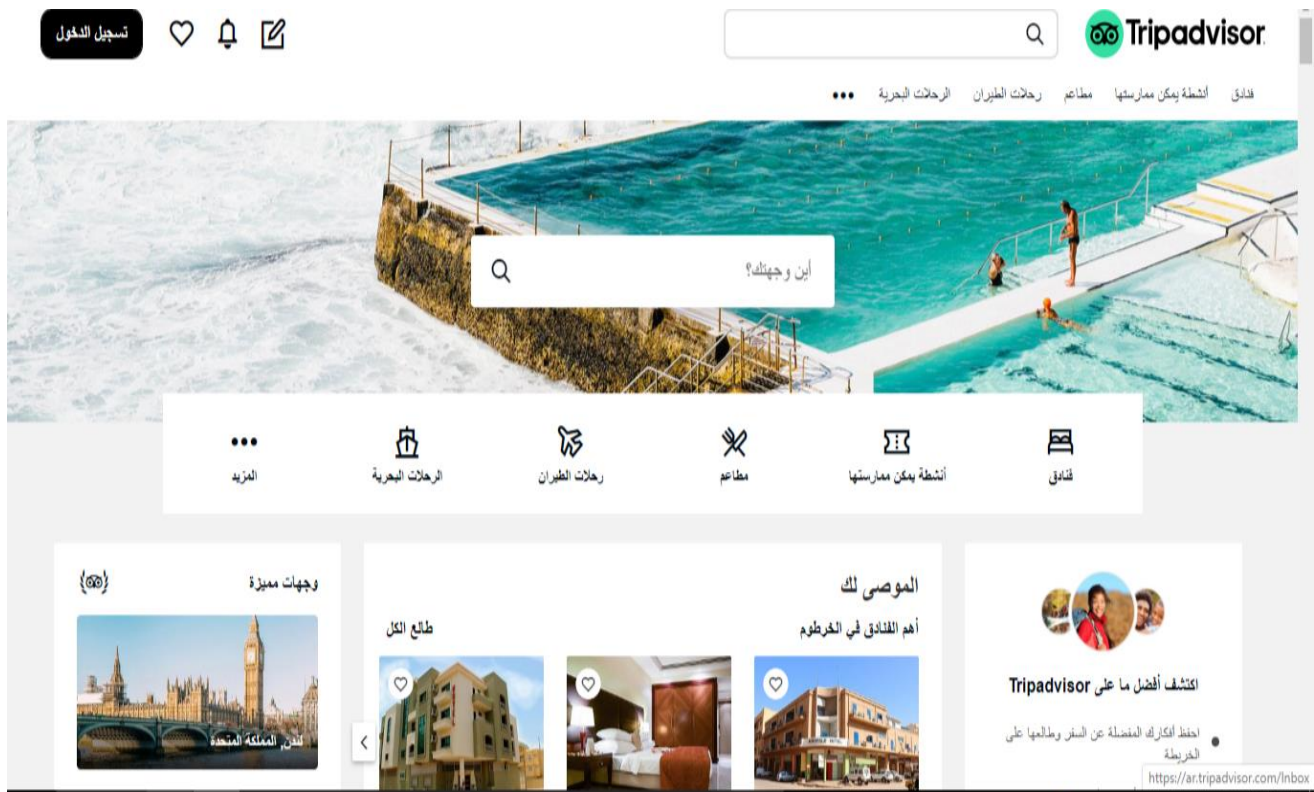 Tripadvisor
تسجيل الدخول
فنادق أنشطة يمكن ممارستها مطاعم رحلات الطيران الرحلات البحرية •••
أين وجهتك؟
فنادق
أنشطة يمكن ممارستها
مطاعم
رحلات الطيران
الرحلات البحرية
المزيد
اكتشف أفضل ما على Tripadvisor
احفظ أفكارك المفضلة عن السفر وطالعها على
الخريطة
الموصى لك
أهم الفنادق في الخرطوم
طالع الكل
وجهات مميزة
لندن, المملكة المتحدة
https://ar.tripadvisor.com/Inbox